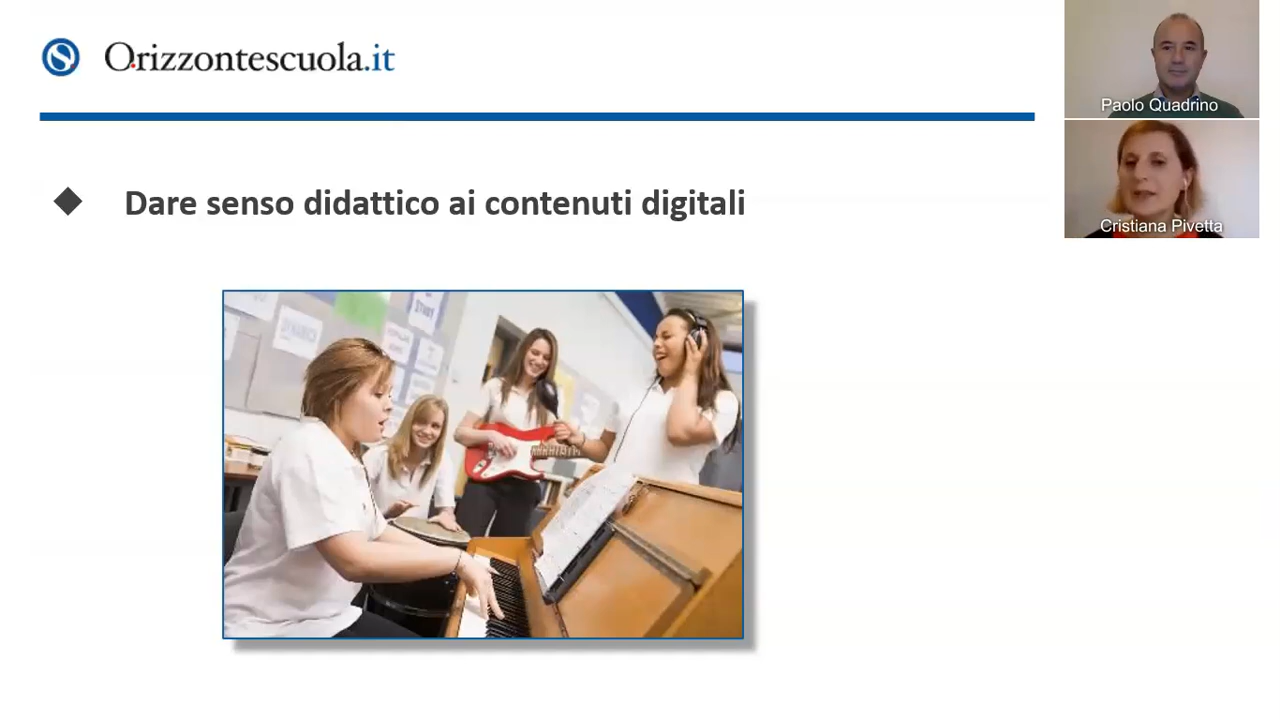 Orizzontescuola.it
Paolo Quadrino
Cristiana Pivetta
Dare senso didattico ai contenuti digitali